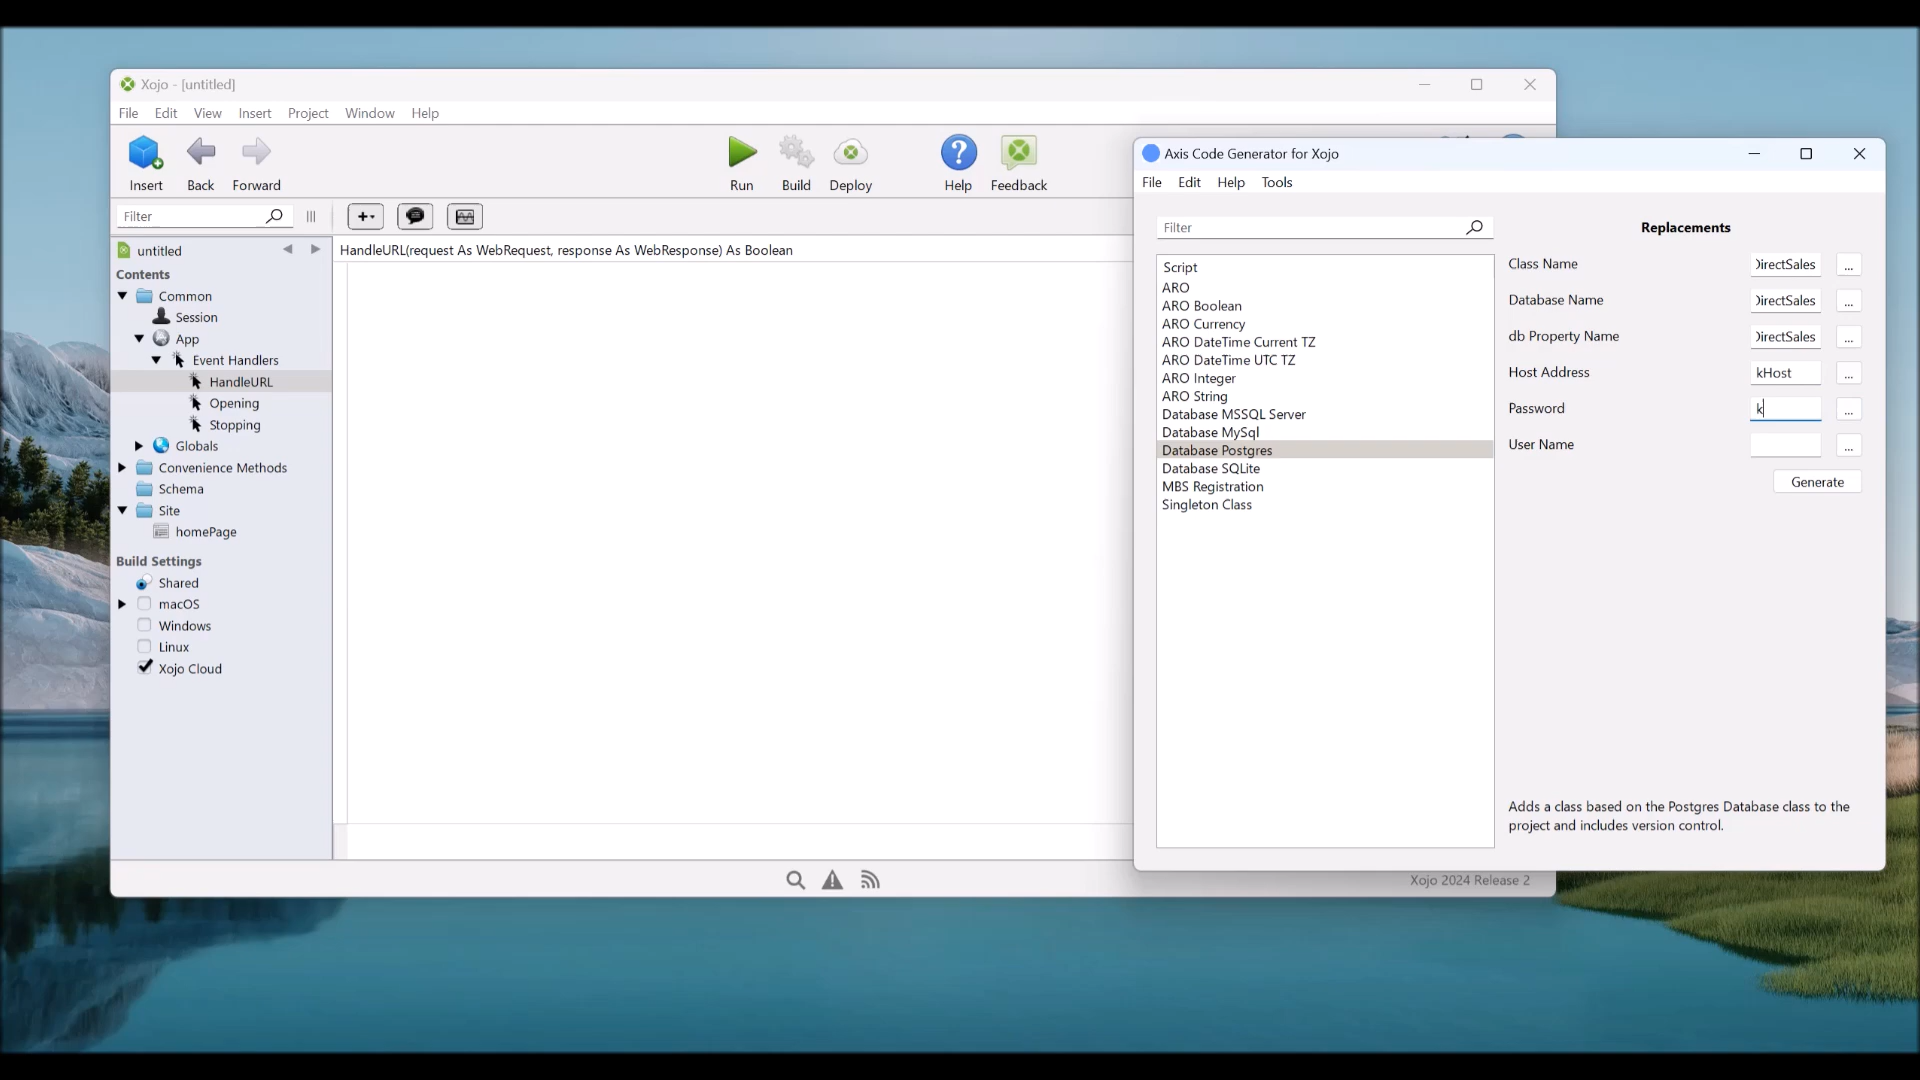 Xojo - [untitled]
File Edit View Insert Project Window Help
Insert Back Forward Run Build Deploy Help Feedback
Filter
untitled
Contents
Common
Session
App
Event Handlers
HandleURL
Opening
Stopping
Globals
Convenience Methods
Schema
Site
homePage
Build Settings
Shared
macOS
Windows
Linux
Xojo Cloud
HandleURL(request As WebRequest, response As WebResponse) As Boolean
Xojo 2024 Release 2
Axis Code Generator for Xojo
File Edit Help Tools
Filter
Script
ARO
ARO Boolean
ARO Currency
ARO DateTime Current TZ
ARO DateTime UTC TZ
ARO Integer
ARO String
Database MSSQL Server
Database MySql
Database Postgres
Database SQLite
MBS Registration
Singleton Class
Replacements
Class Name DirectSales ...
Database Name DirectSales ...
db Property Name DirectSales ...
Host Address kHost ...
Password k ...
User Name ...
Generate
Adds a class based on the Postgres Database class to the
project and includes version control.